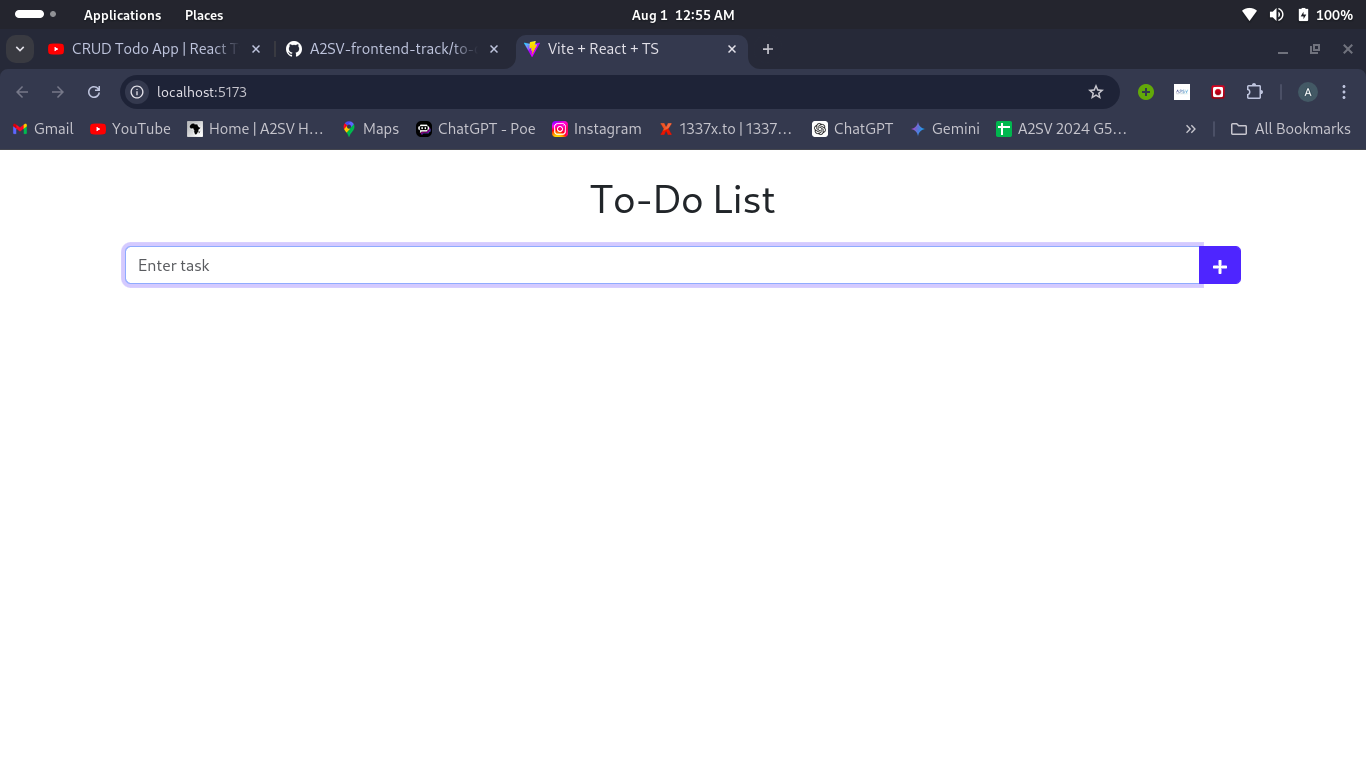 Applications Places Aug 1 12:55 AM 100%
CRUD Todo App | React T A2SV-frontend-track/to- Vite + React + TS
localhost:5173 A
Gmail YouTube Home | A2SV H... Maps ChatGPT - Poe Instagram 1337x.to | 1337... ChatGPT Gemini A2SV 2024 G5... All Bookmarks
To-Do List
Enter task